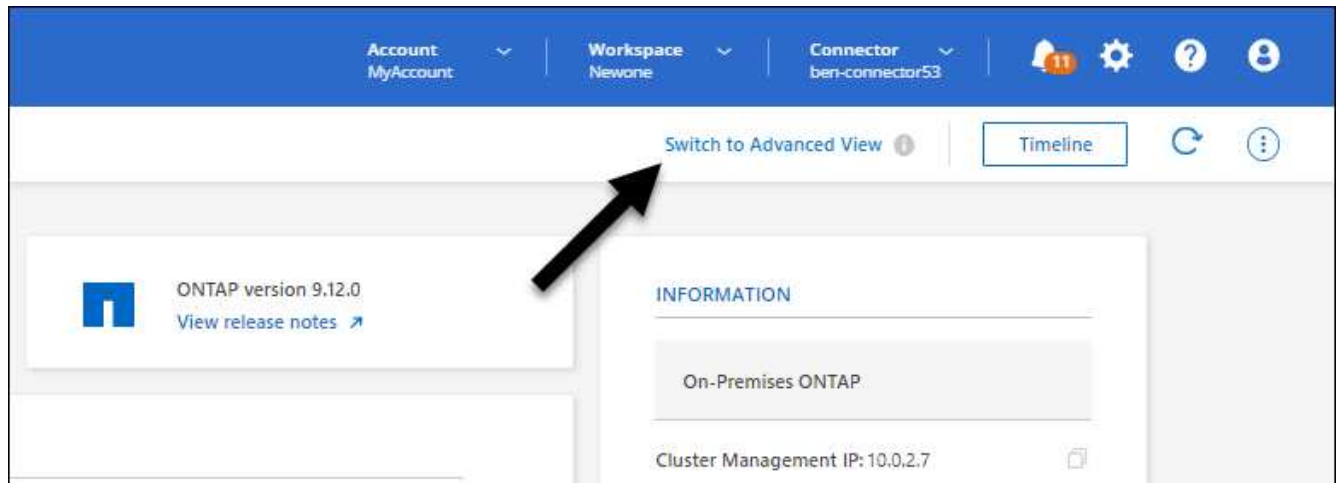 Account
MyAccount
Workspace
Newone
Connector
ben-connector53
11
Switch to Advanced View
Timeline
ONTAP version 9.12.0
View release notes
INFORMATION
On-Premises ONTAP
Cluster Management IP: 10.0.2.7